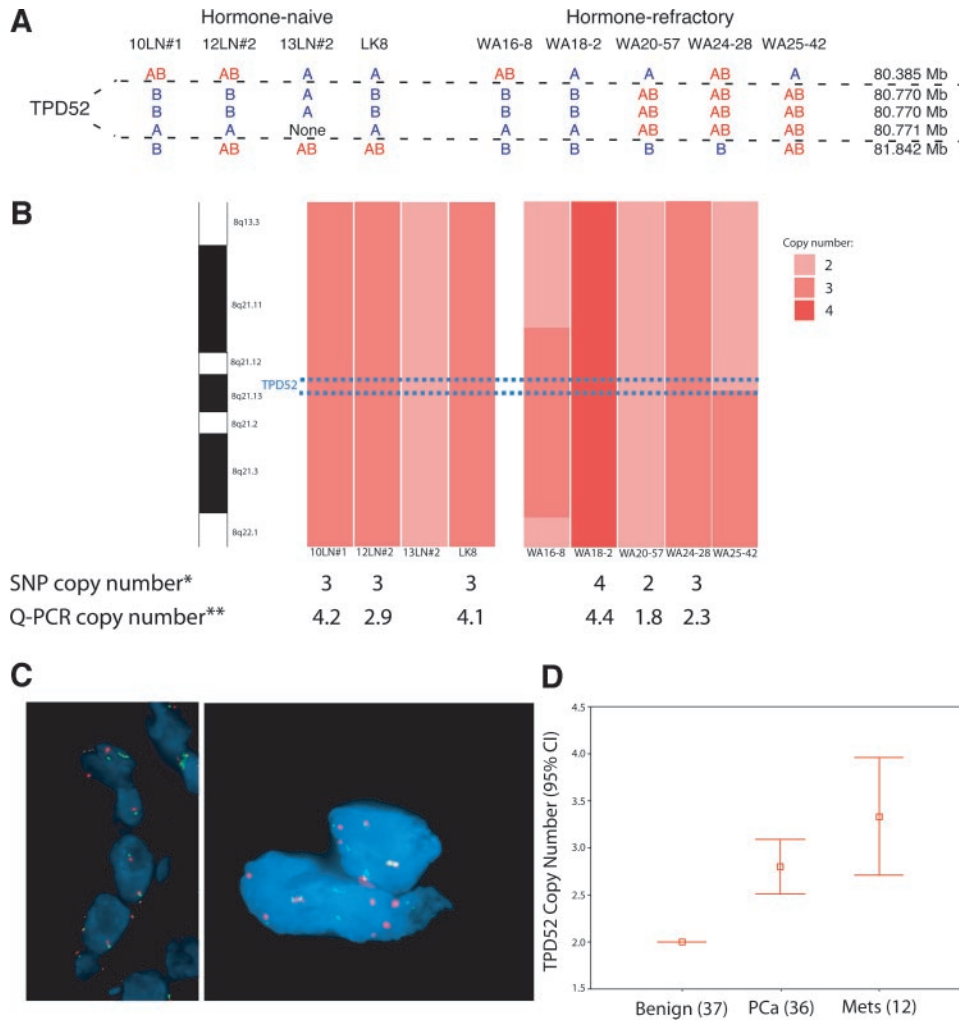 A
Hormone-naive Hormone-refractory
10LN#1 12LN#2 13LN#2 LK8 WA16-8 WA18-2 WA20-57 WA24-28 WA25-42
AB AB A A AB A A AB A 80.385 Mb
TPD52
B B A B B B AB AB AB 80.770 Mb
B B A B B B AB AB AB 80.770 Mb
A A None A A A AB AB AB 80.771 Mb
B AB AB AB B B B B AB 81.842 Mb
B
8q13.3
8q21.11
8q21.12
TPD52
8q21.13
8q21.2
8q21.3
8q22.1
Copy number:
2
3
4
10LN#1 12LN#2 13LN#2 LK8 WA16-8 WA18-2 WA20-57 WA24-28 WA25-42
SNP copy number* 3 3 3 4 2 3
Q-PCR copy number** 4.2 2.9 4.1 4.4 1.8 2.3
C
D
TPD52 Copy Number (95% CI)
4.5
4.0
3.5
3.0
2.5
2.0
1.5
Benign (37) PCa (36) Mets (12)